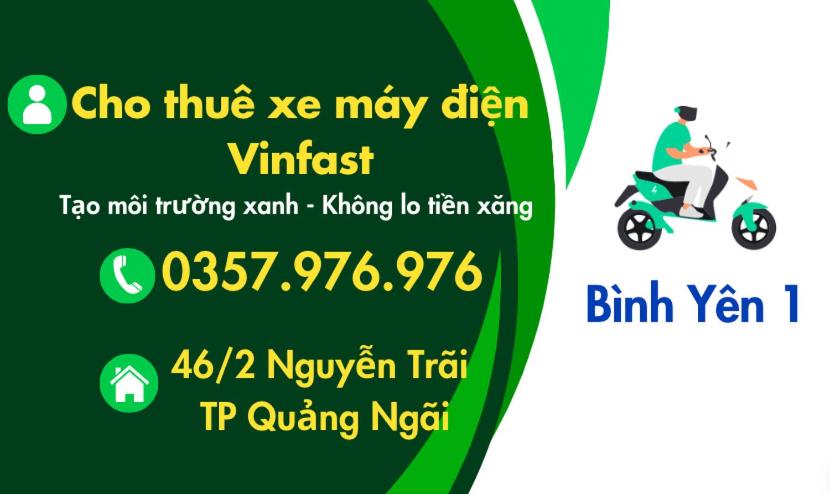 Cho thuê xe máy điện
Vinfast
Tạo môi trường xanh - Không lo tiền xăng
0357.976.976
46/2 Nguyễn Trãi
TP Quảng Ngãi
Bình Yên 1